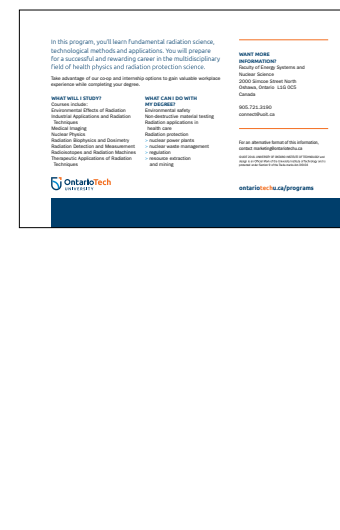 In this program, you'll learn fundamental radiation science,
technological methods and applications. You will prepare
for a successful and rewarding career in the multidisciplinary
field of health physics and radiation protection science.
Take advantage of our co-op and internship options to gain valuable workplace
experience while completing your degree.
WHAT WILL I STUDY?
Courses include:
Environmental Effects of Radiation
Industrial Applications and Radiation
Techniques
Medical Imaging
Nuclear Physics
Radiation Biophysics and Dosimetry
Radiation Detection and Measurement
Radioisotopes and Radiation Machines
Therapeutic Applications of Radiation
Techniques
WHAT CAN I DO WITH
MY DEGREE?
Environmental safety
Non-destructive material testing
Radiation applications in
health care
Radiation protection
– nuclear power plants
– nuclear waste management
– regulation
– resource extraction
and mining
WANT MORE
INFORMATION?
Faculty of Energy Systems and
Nuclear Science
2000 Simcoe Street North
Oshawa, Ontario L1G 0C5
Canada
905.721.3190
connect@uoit.ca
For an alternative format of this information,
contact marketing@ontariotechu.ca
OntarioTech
UNIVERSITY
ontariotechu.ca/programs